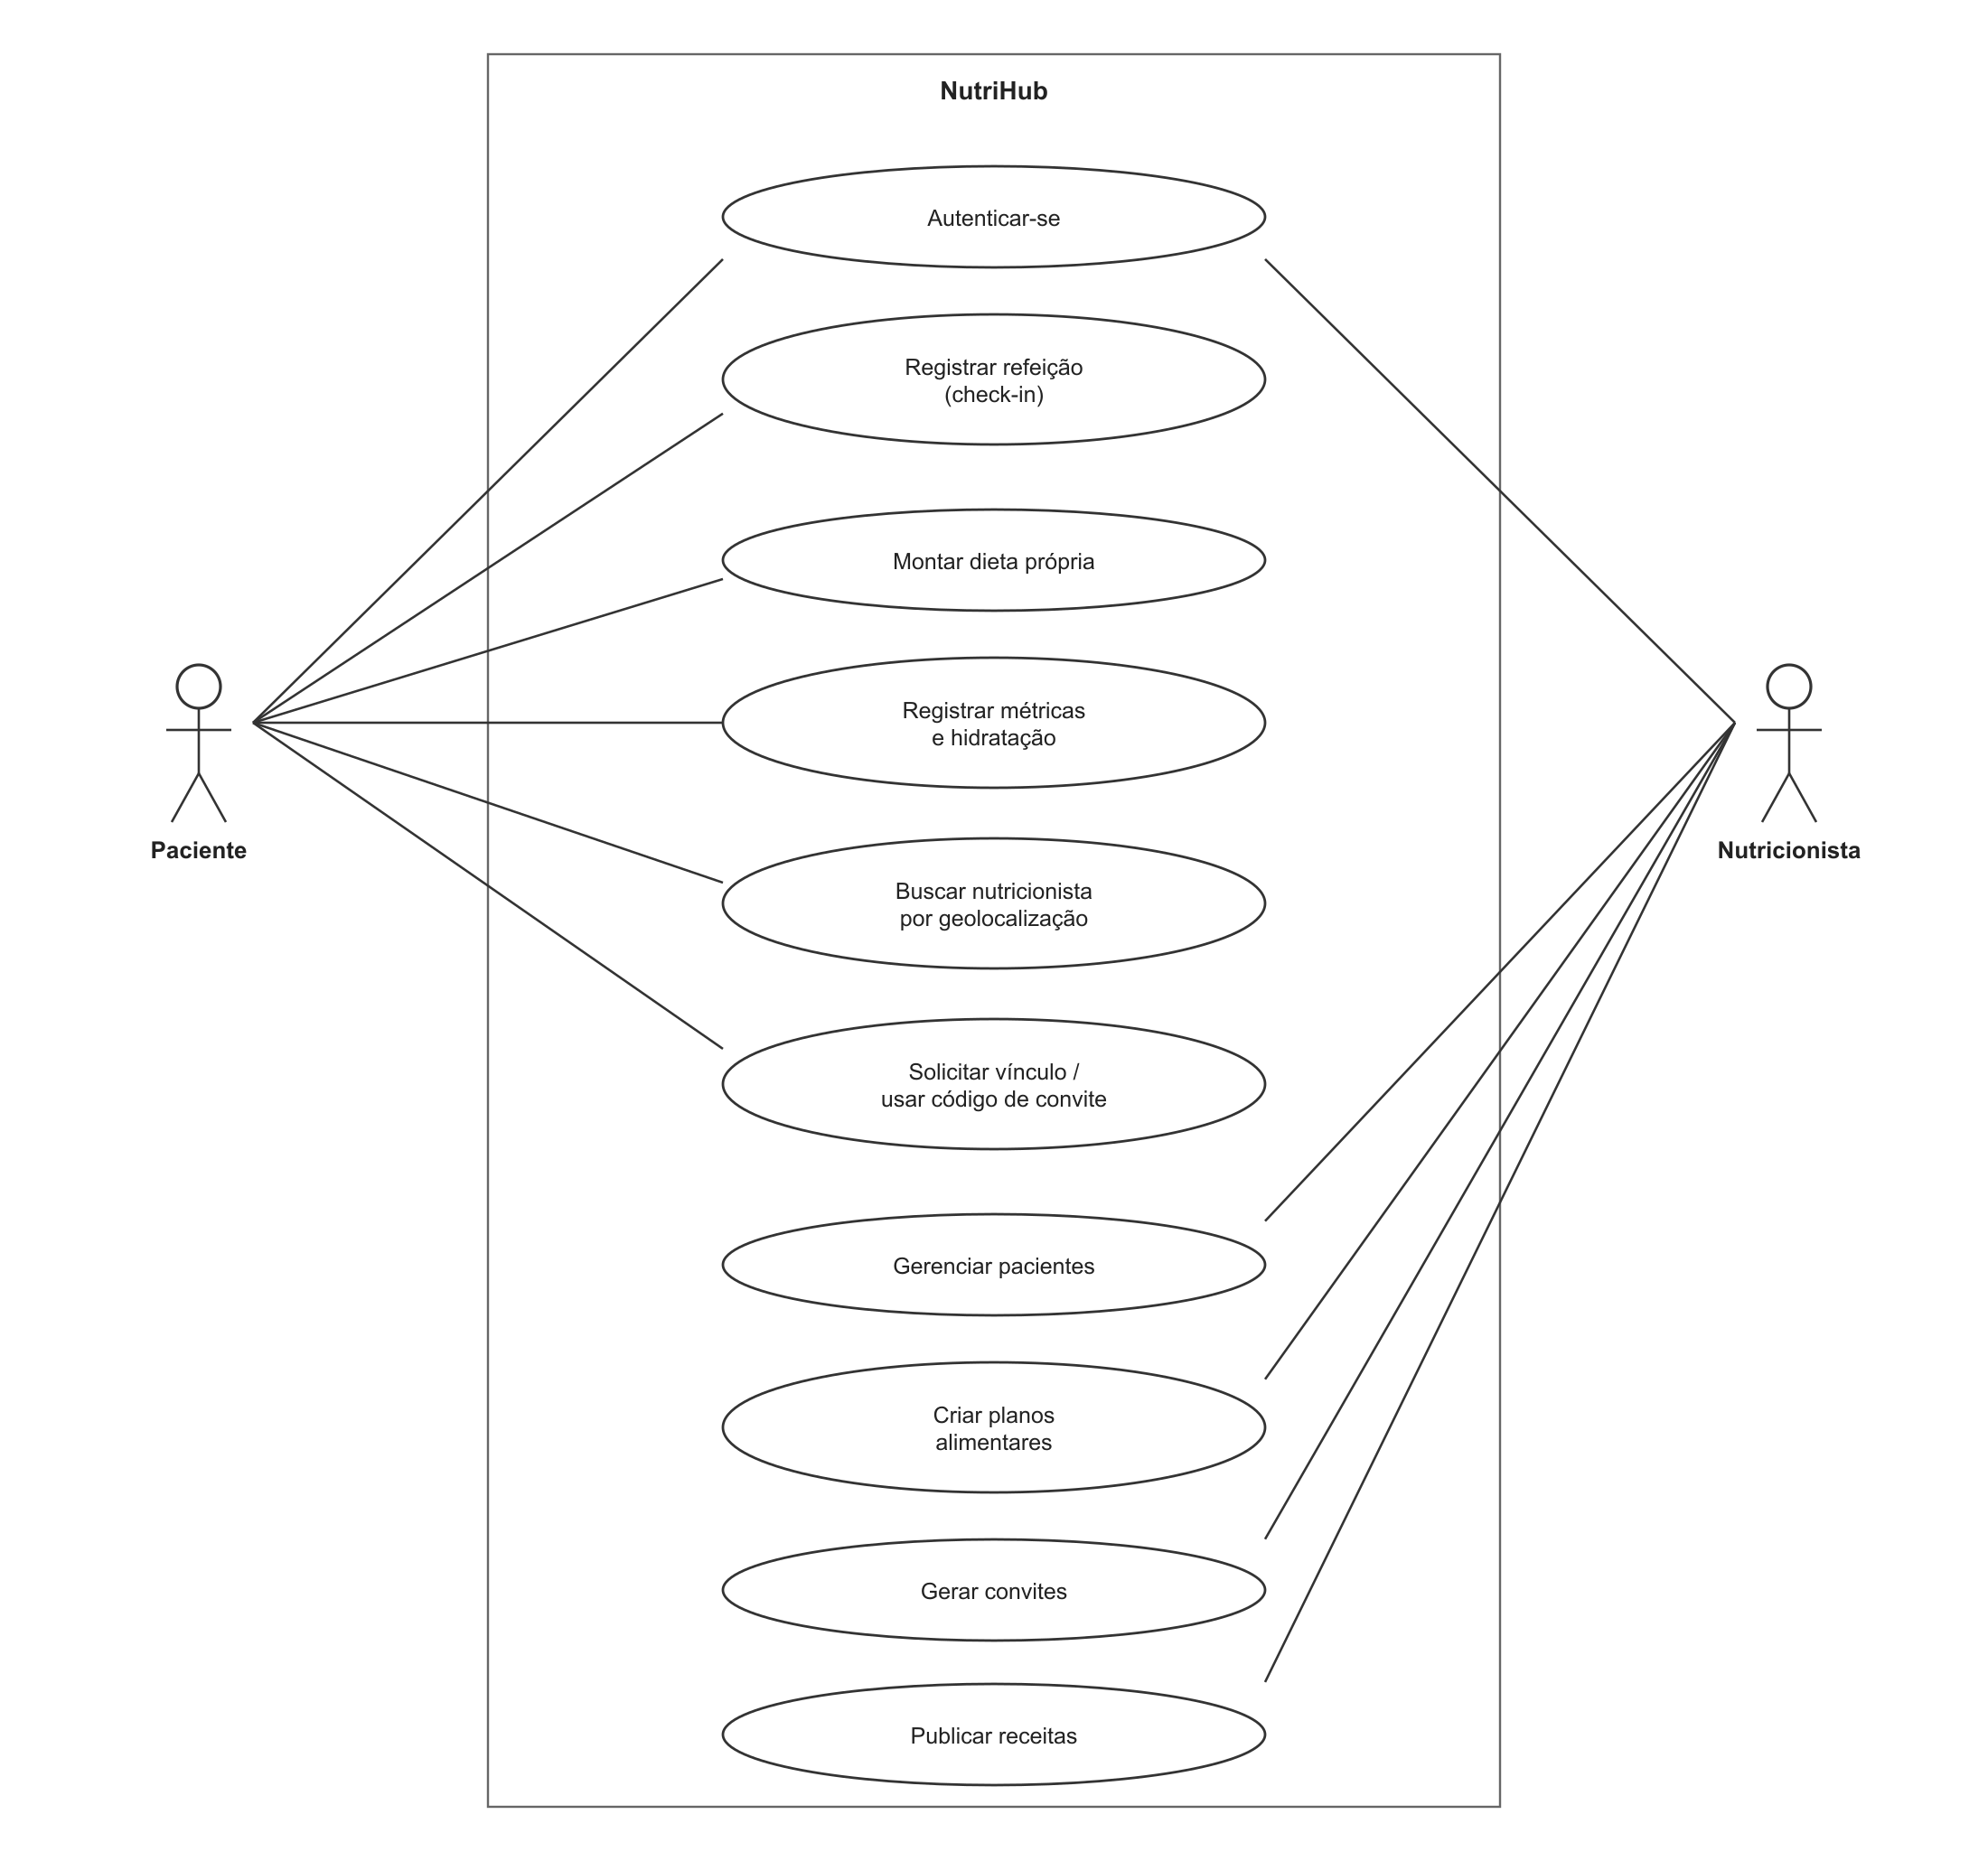 NutriHub
Autenticar-se
Registrar refeição
(check-in)
Montar dieta própria
Registrar métricas
e hidratação
Paciente
Nutricionista
Buscar nutricionista
por geolocalização
Solicitar vínculo /
usar código de convite
Gerenciar pacientes
Criar planos
alimentares
Gerar convites
Publicar receitas